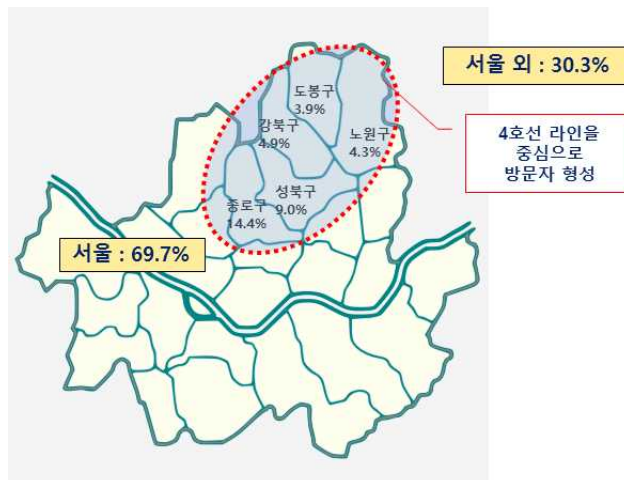 서울 외 : 30.3%
도봉구
3.9%
강북구
4.9%
노원구
4.3%
4호선 라인을
중심으로
방문자 형성
성북구
9.0%
종로구
14.4%
서울 : 69.7%